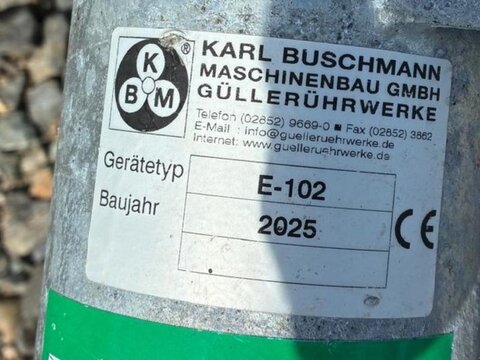 K
B M
®
KARL BUSCHMANN
MASCHINENBAU GMBH
GÜLLERÜHRWERKE
Telefon (02852) 9669-0 ■ Fax (02852) 3862
E-Mail : info@guelleruehrwerke.de
Internet: www.guelleruehrwerke.de
Gerätetyp E-102
Baujahr 2025
CE